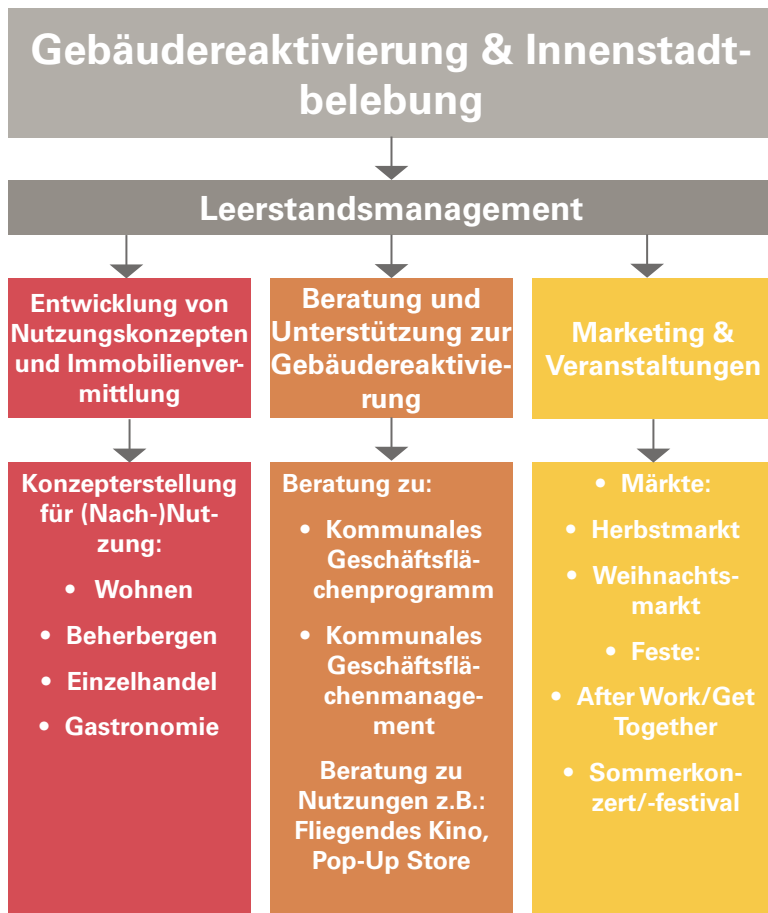 Gebäudereaktivierung & Innenstadt-
belebung
Leerstandsmanagement
Entwicklung von
Nutzungskonzepten
und Immobilienver-
mittlung
Konzepterstellung
für (Nach-)Nut-
zung:
• Wohnen
• Beherbergen
• Einzelhandel
• Gastronomie
Beratung und
Unterstützung zur
Gebäudereaktivie-
rung
Beratung zu:
• Kommunales
Geschäftsflä-
chenprogramm
• Kommunales
Geschäftsflä-
chenmanage-
ment
Beratung zu
Nutzungen z.B.:
Fliegendes Kino,
Pop-Up Store
Marketing &
Veranstaltungen
• Märkte:
• Herbstmarkt
• Weihnachts-
markt
• Feste:
• After Work/Get
Together
• Sommerkon-
zert/-festival